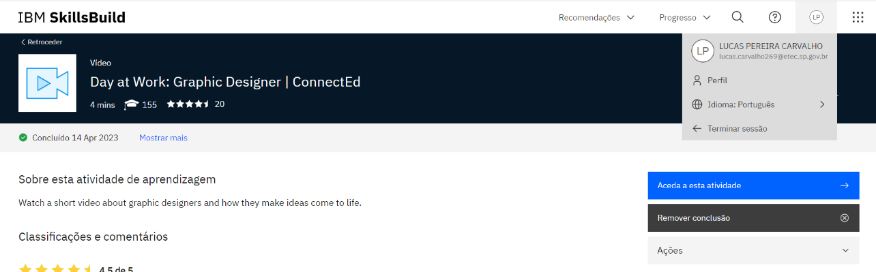 IBM SkillsBuild
Recomendações
Progresso
LP
Retroceder
LP
LUCAS PEREIRA CARVALHO
lucas.carvalho269@etec.sp.gov.br
Perfil
Idioma: Português
Terminar sessão
Vídeo
Day at Work: Graphic Designer | ConnectEd
4 mins 155 20
Concluído 14 Apr 2023 Mostrar mais
Sobre esta atividade de aprendizagem
Watch a short video about graphic designers and how they make ideas come to life.
Aceda a esta atividade
Remover conclusão
Ações
Classificações e comentários
4.5 de 5